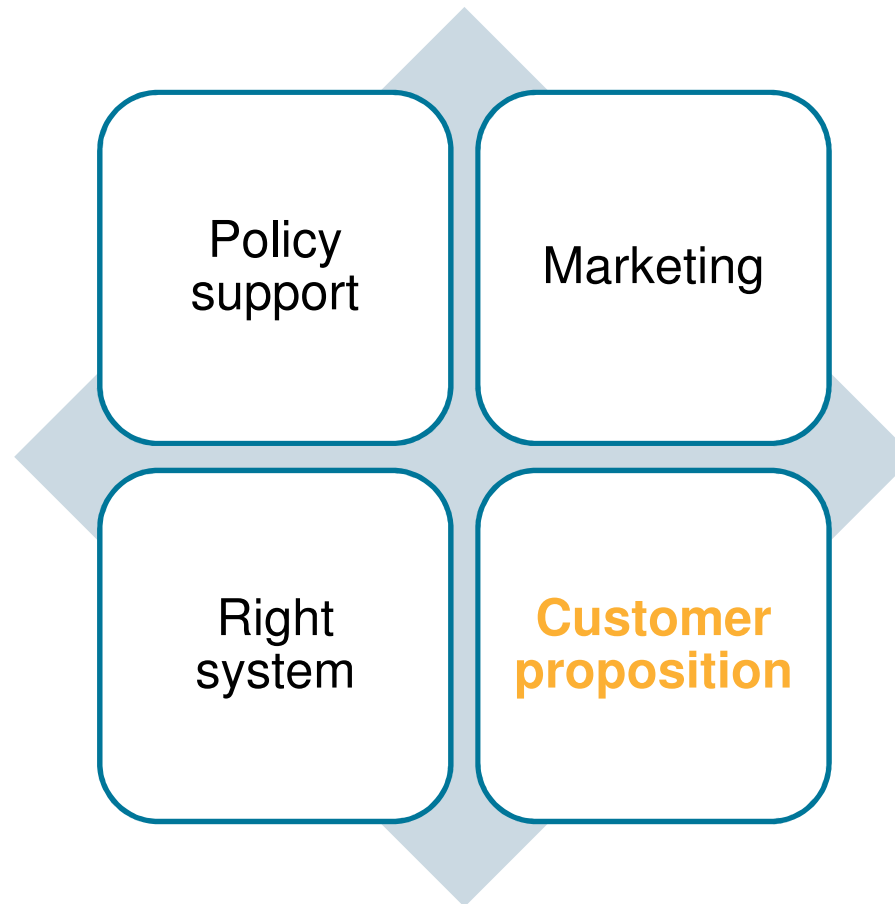 Policy
support
Marketing
Right
system
Customer
proposition